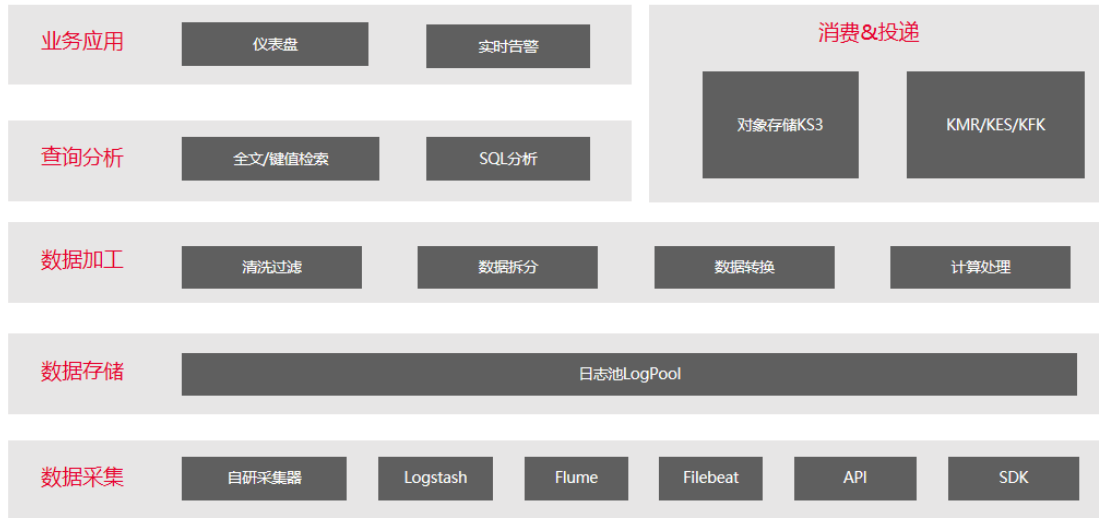 业务应用
仪表盘
实时告警
消费&投递
对象存储KS3
KMR/KES/KFK
查询分析
全文/键值检索
SQL分析
数据加工
清洗过滤
数据拆分
数据转换
计算处理
数据存储
日志池LogPool
数据采集
自研采集器
Logstash
Flume
Filebeat
API
SDK